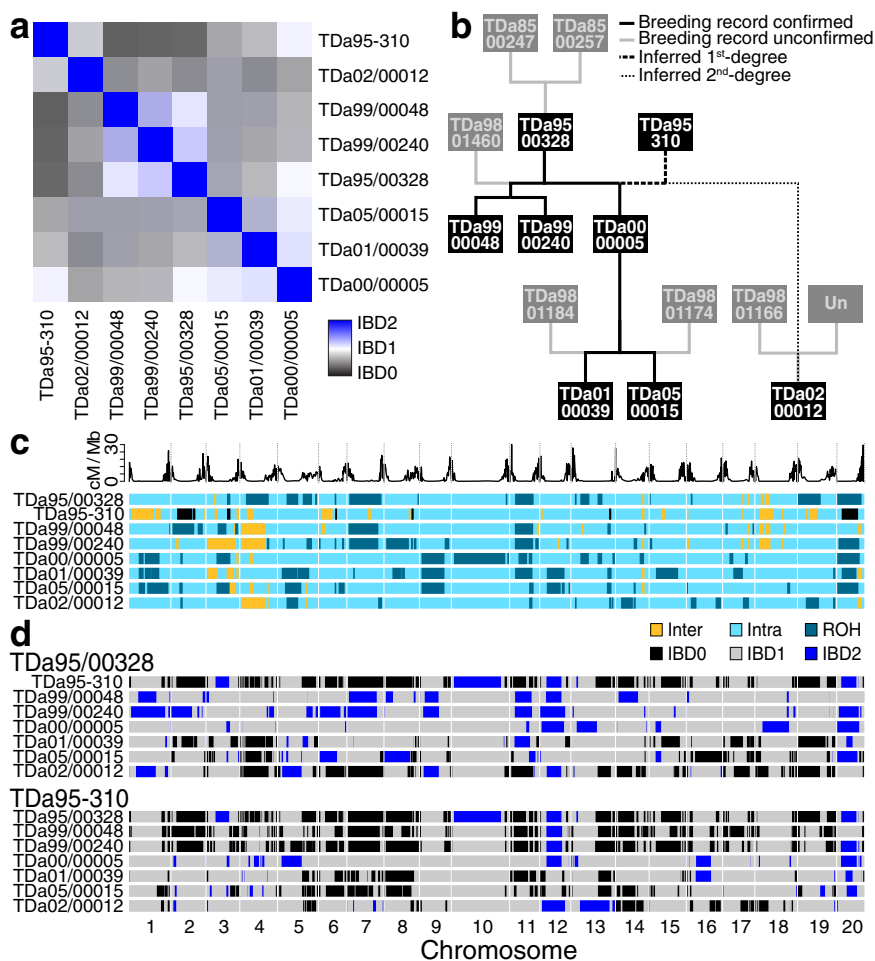 a
TDa95-310
TDa02/00012
TDa99/00048
TDa99/00240
TDa95/00328
TDa05/00015
TDa01/00039
TDa00/00005
TDa95-310
TDa02/00012
TDa99/00048
TDa99/00240
TDa95/00328
TDa05/00015
TDa01/00039
TDa00/00005
IBD2
IBD1
IBD0
b
TDa85
00247
TDa85
00257
Breeding record confirmed
Breeding record unconfirmed
Inferred 1st-degree
Inferred 2nd-degree
TDa98
01460
TDa95
00328
TDa95
310
TDa99
00048
TDa99
00240
TDa00
00005
TDa98
01184
TDa98
01174
TDa98
01166
Un
TDa01
00039
TDa05
00015
TDa02
00012
c
cM / Mb
30
0
TDa95/00328
TDa95-310
TDa99/00048
TDa99/00240
TDa00/00005
TDa01/00039
TDa05/00015
TDa02/00012
Inter
Intra
ROH
IBD0
IBD1
IBD2
d
TDa95/00328
TDa95-310
TDa99/00048
TDa99/00240
TDa00/00005
TDa01/00039
TDa05/00015
TDa02/00012
TDa95-310
TDa95/00328
TDa99/00048
TDa99/00240
TDa00/00005
TDa01/00039
TDa05/00015
TDa02/00012
1 2 3 4 5 6 7 8 9 10 11 12 13 14 15 16 17 18 19 20
Chromosome